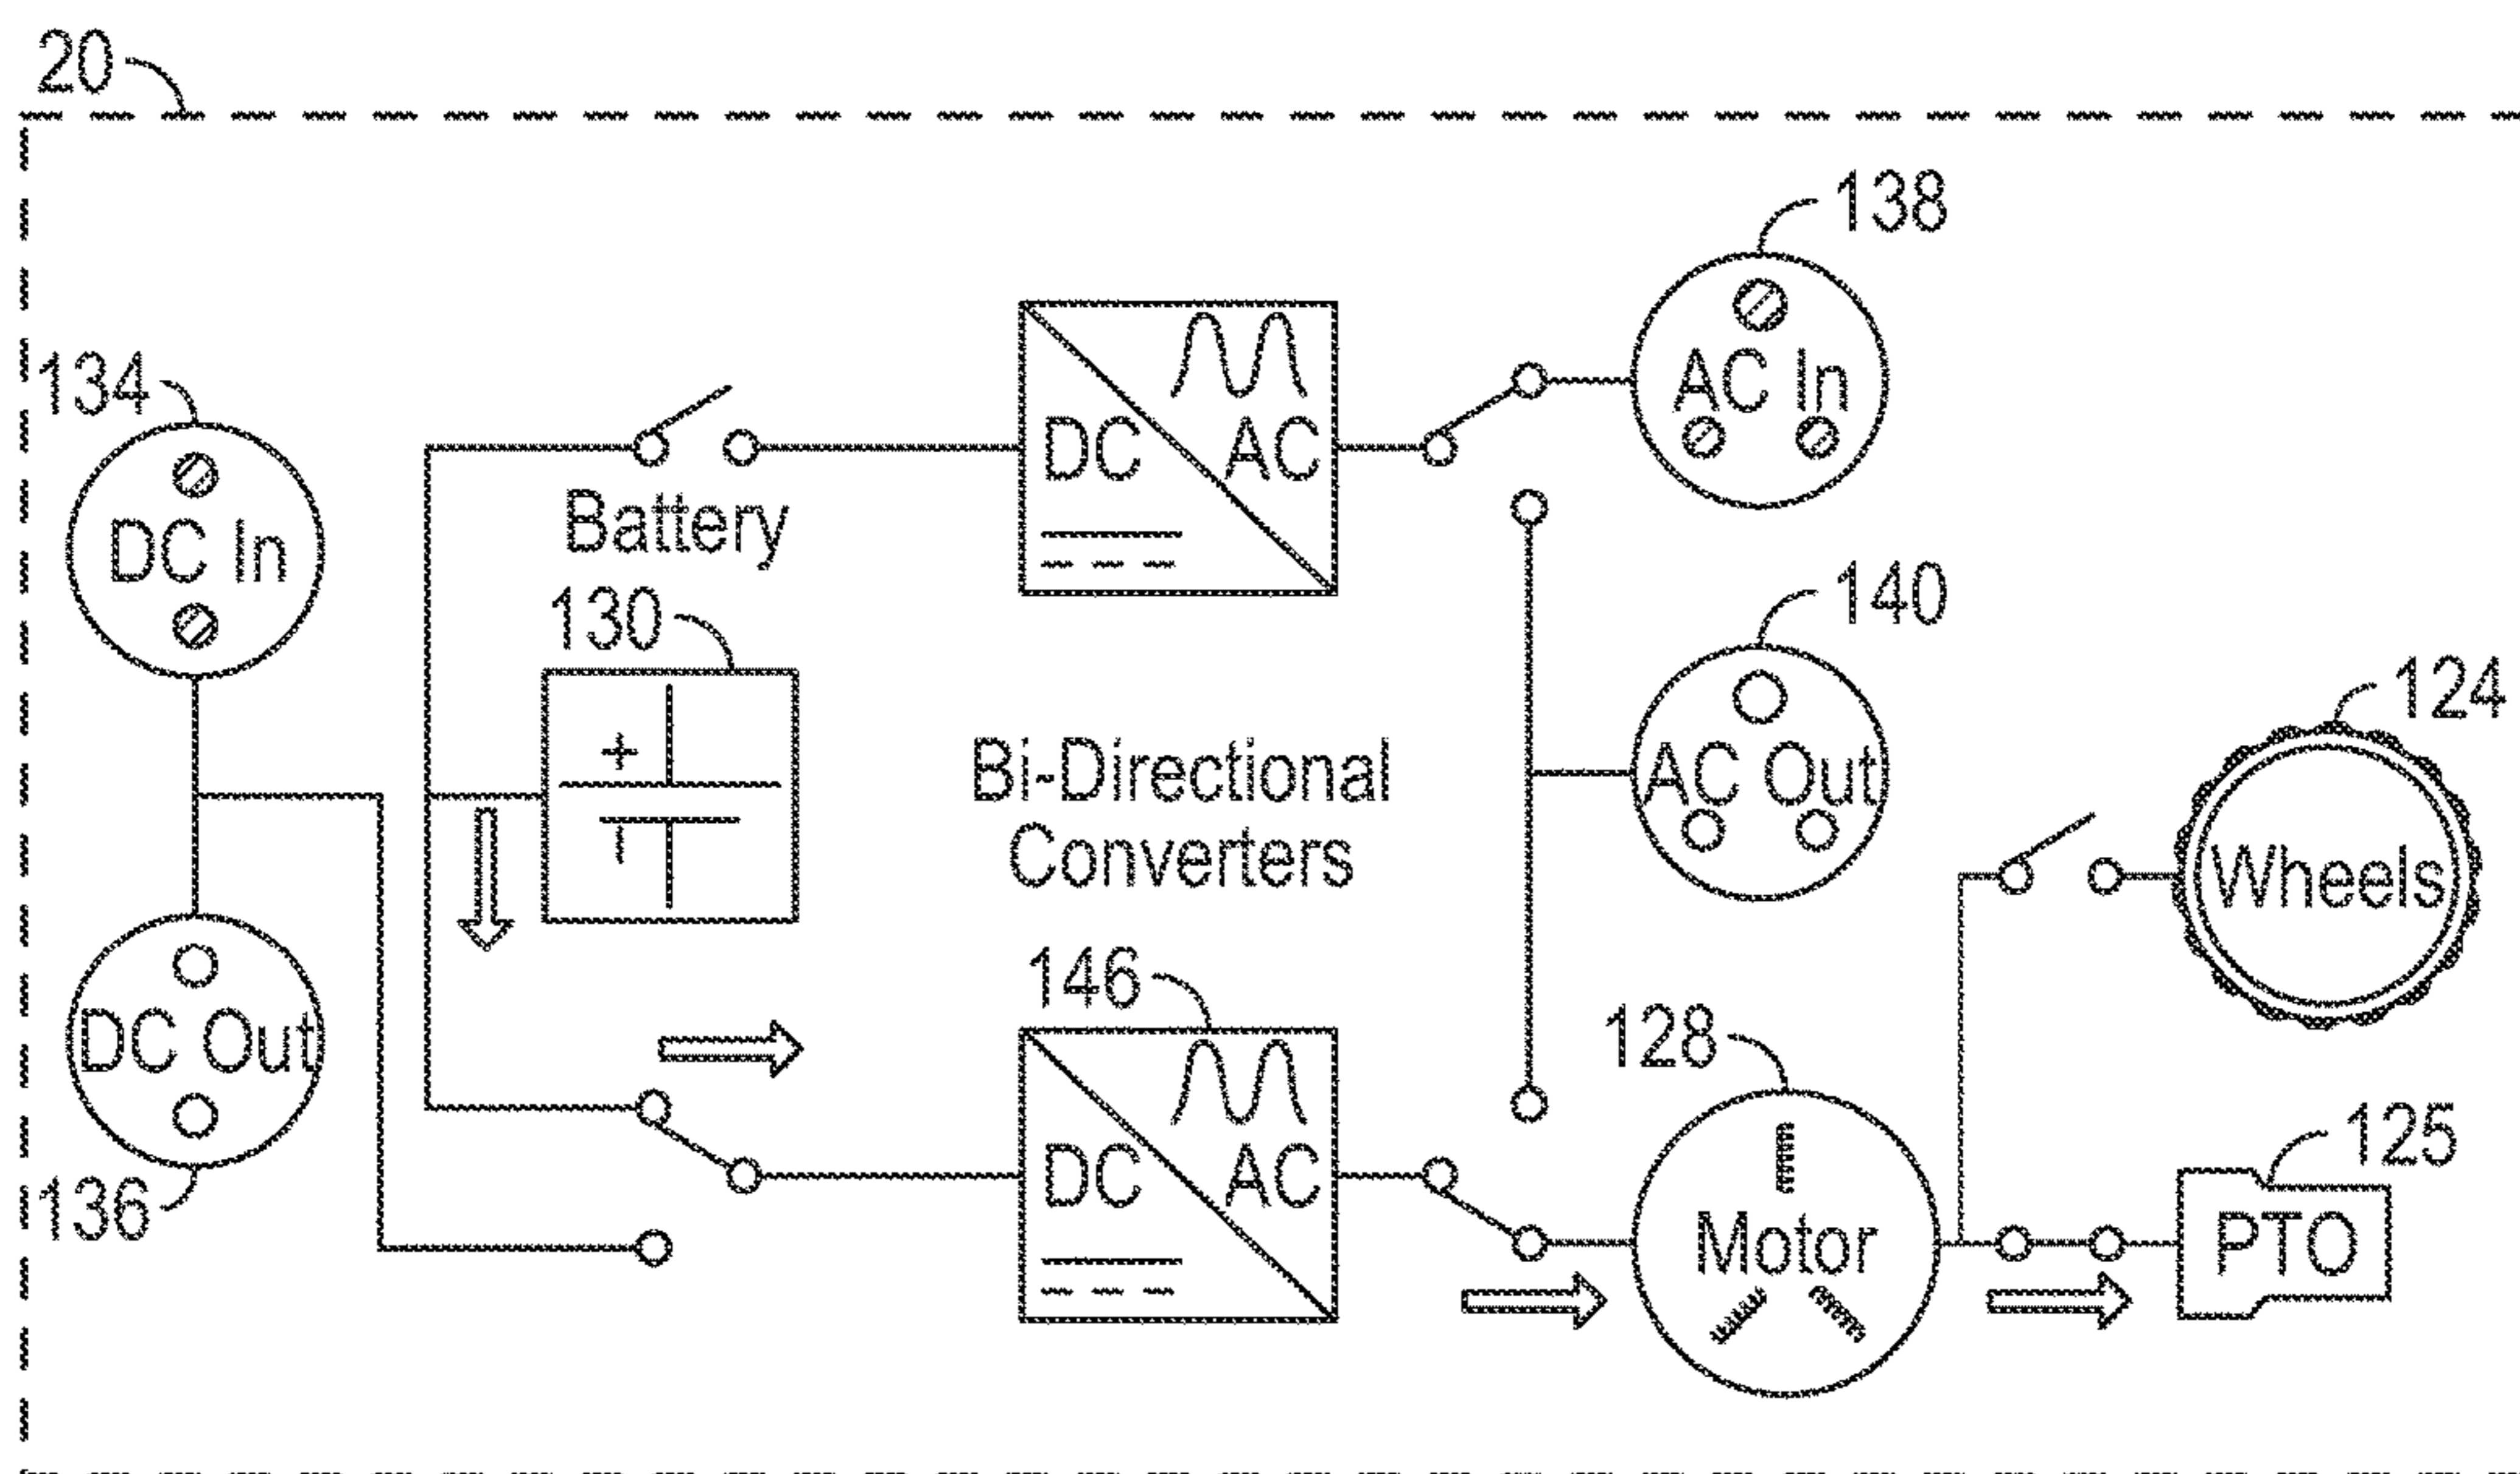 20
138
134
DC In
DC AC
AC In
Battery
130
140
+
−
Bi-Directional
Converters
AC Out
124
Wheels
146
128
DC Out
136
DC AC
Motor
125
PTO